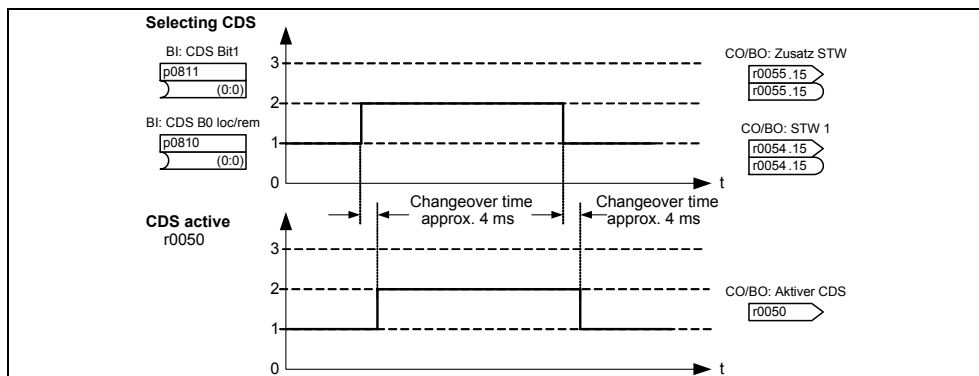 Selecting CDS
BI: CDS Bit1
p0811
(0:0)
BI: CDS B0 loc/rem
p0810
(0:0)
3
2
1
0
t
CO/BO: Zusatz STW
r0055 .15
r0055 .15
CO/BO: STW 1
r0054 .15
r0054 .15
Changeover time
approx. 4 ms
Changeover time
approx. 4 ms
CDS active
r0050
3
2
1
0
t
CO/BO: Aktiver CDS
r0050